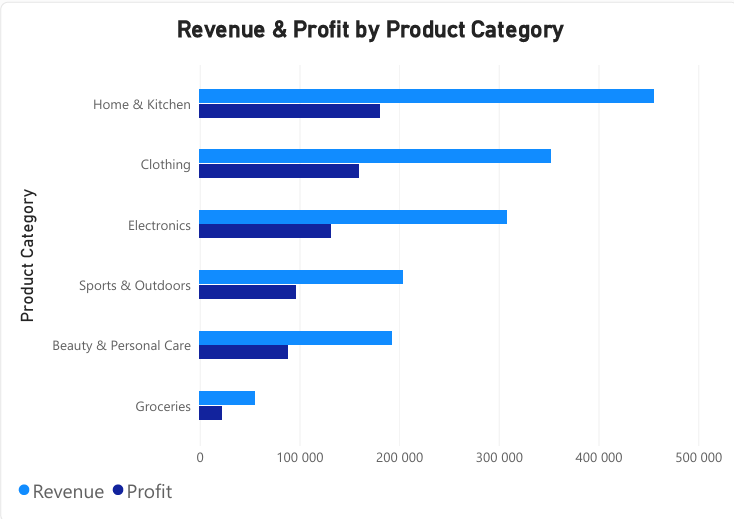 Revenue & Profit by Product Category
Product Category
Home & Kitchen
Clothing
Electronics
Sports & Outdoors
Beauty & Personal Care
Groceries
0 100 000 200 000 300 000 400 000 500 000
Revenue Profit